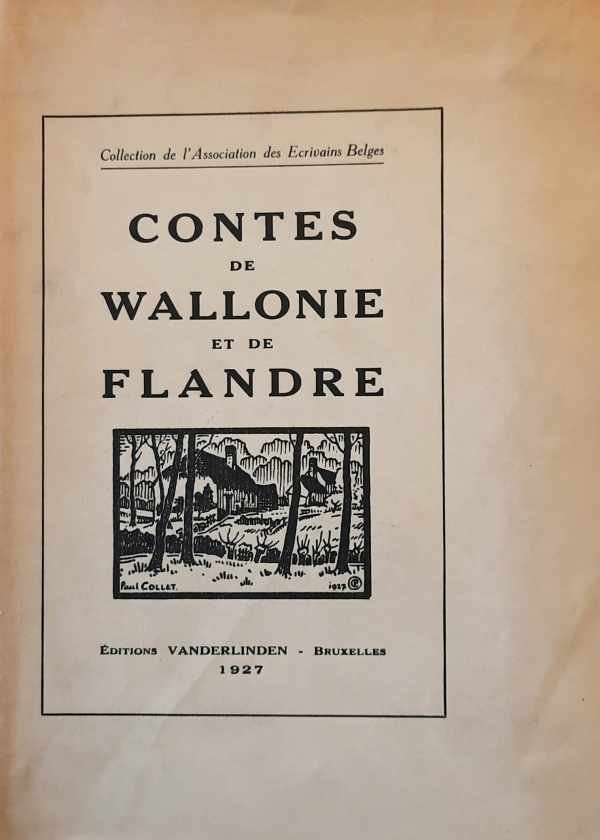 Collection de l'Association des Ecrivains Belges
CONTES
DE
WALLONIE
ET DE
FLANDRE
Paul COLLET.
1927
ÉDITIONS VANDERLINDEN - BRUXELLES
1927